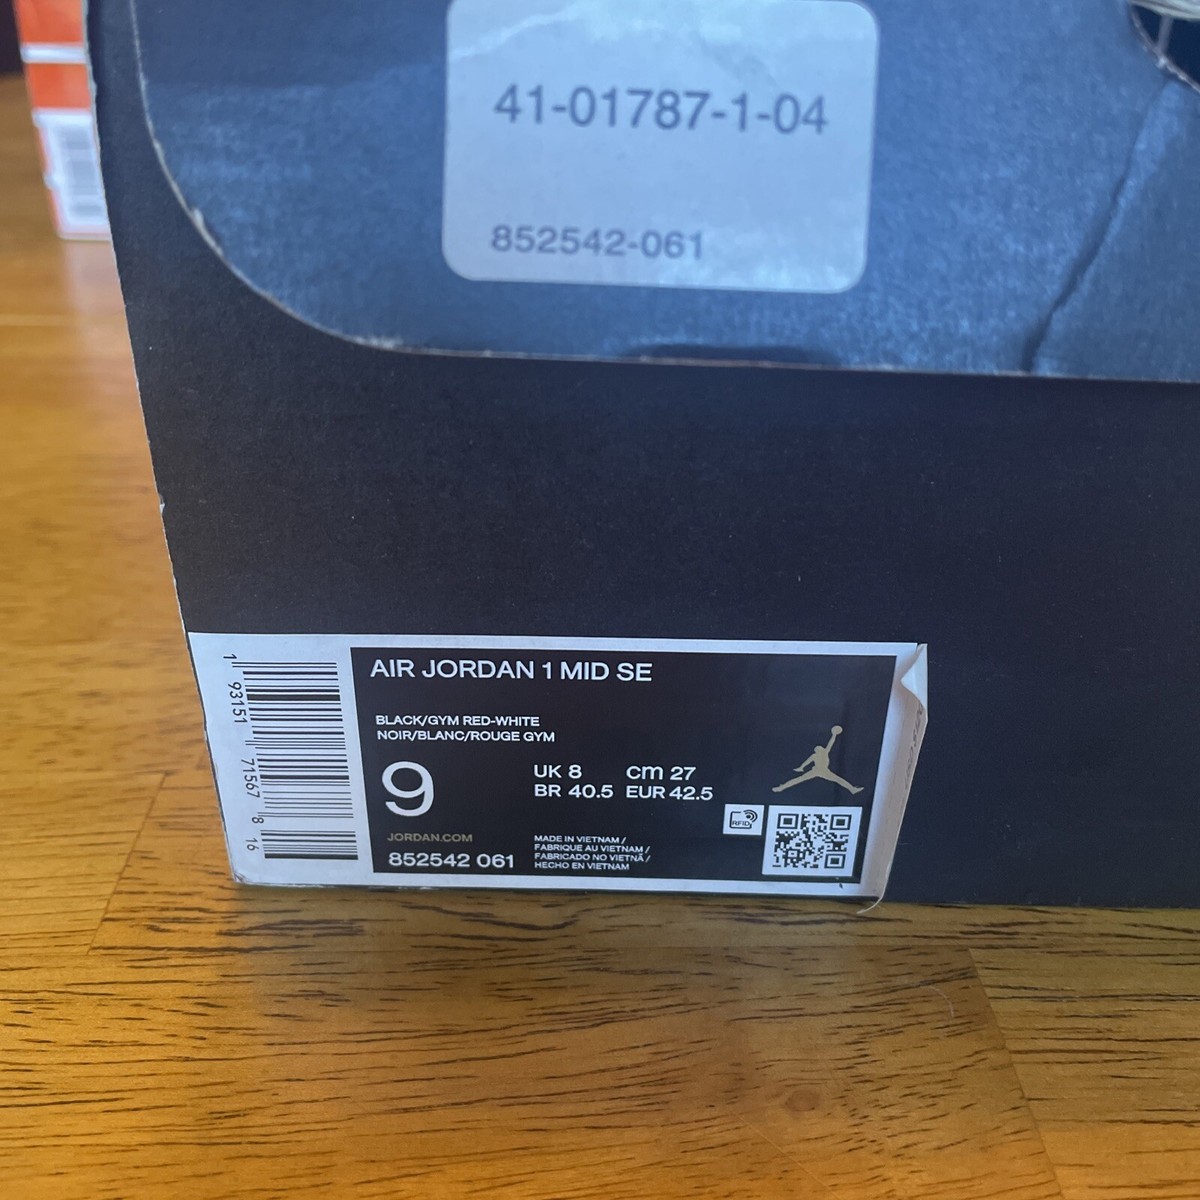 41-01787-1-04
852542-061
AIR JORDAN 1 MID SE
BLACK/GYM RED-WHITE
NOIR/BLANC/ROUGE GYM
9
UK 8 cm 27
BR 40.5 EUR 42.5
JORDAN.COM
852542 061
MADE IN VIETNAM /
FABRIQUE AU VIETNAM /
FABRICADO NO VIETNÃ /
HECHO EN VIETNAM
RFID
1 93151 71567 8 16